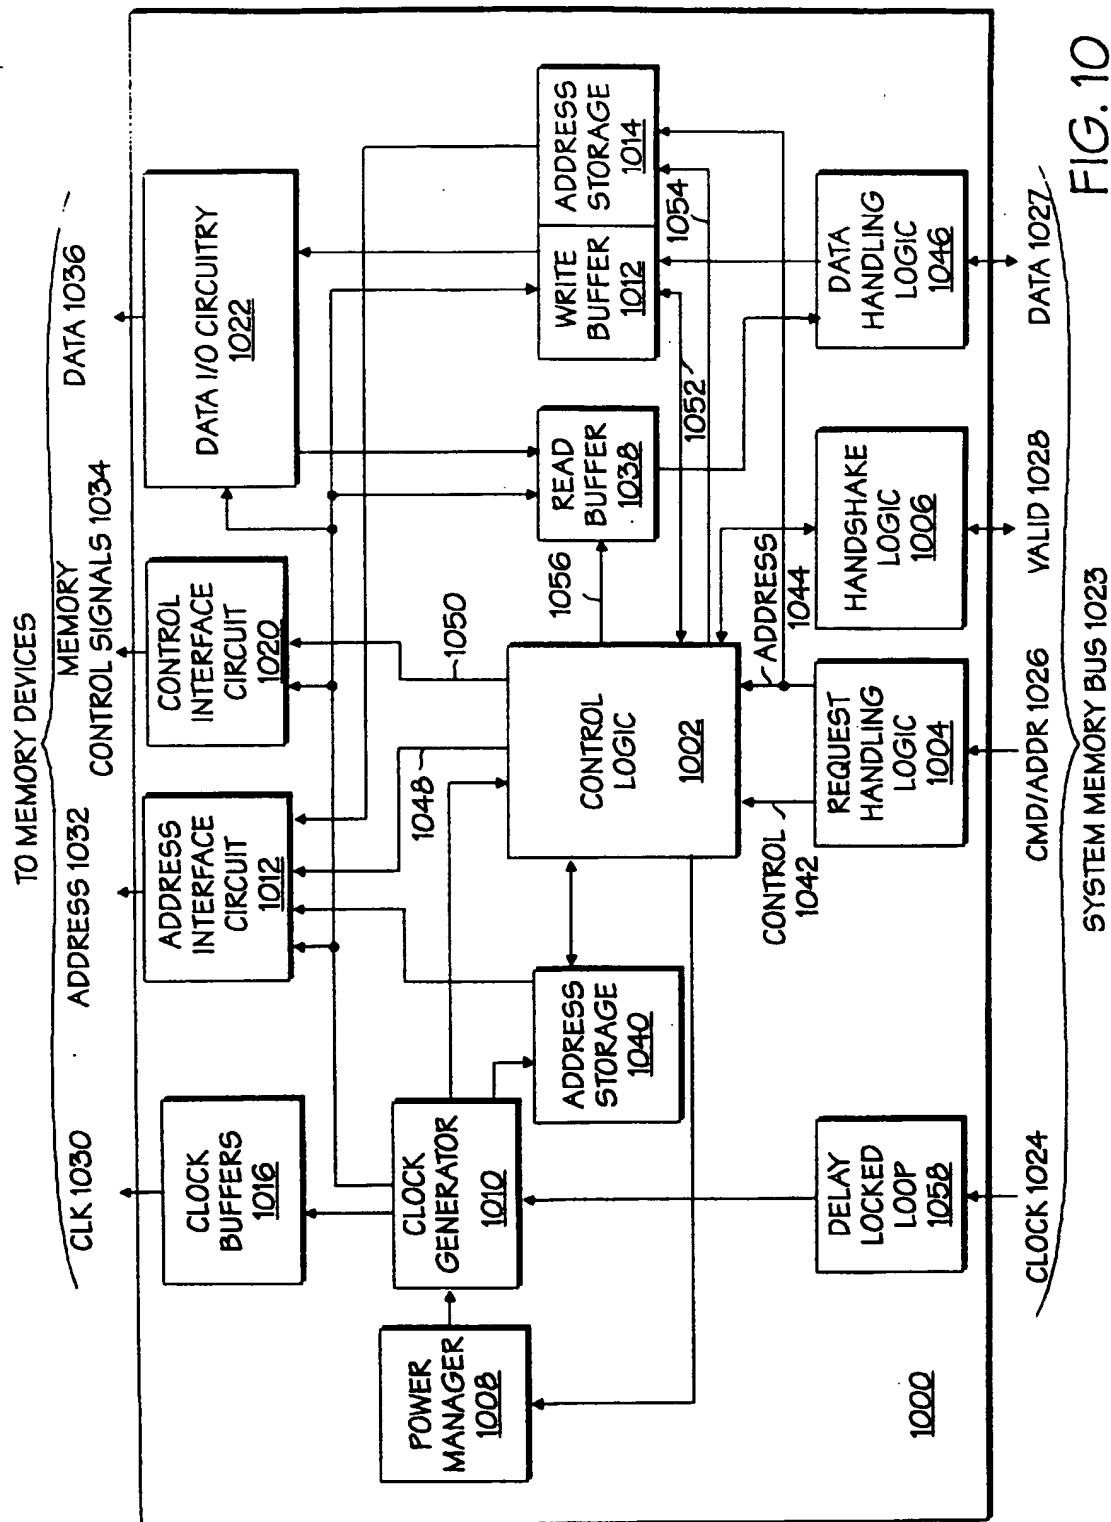 TO MEMORY DEVICES
CLK 1030
ADDRESS 1032
MEMORY
CONTROL SIGNALS 1034
DATA 1036
CLOCK
BUFFERS
1016
ADDRESS
INTERFACE
CIRCUIT
1012
CONTROL
INTERFACE
CIRCUIT
1020
DATA I/O CIRCUITRY
1022
POWER
MANAGER
1008
CLOCK
GENERATOR
1010
1048
1050
ADDRESS
STORAGE
1040
CONTROL
LOGIC
1002
1056
READ
BUFFER
1038
WRITE
BUFFER
1012
ADDRESS
STORAGE
1014
1052
1054
CONTROL
1042
ADDRESS
1044
DELAY
LOCKED
LOOP
1058
REQUEST
HANDLING
LOGIC
1004
HANDSHAKE
LOGIC
1006
DATA
HANDLING
LOGIC
1046
1000
CLOCK 1024
CMD/ADDR 1026
VALID 1028
DATA 1027
SYSTEM MEMORY BUS 1023
FIG. 10